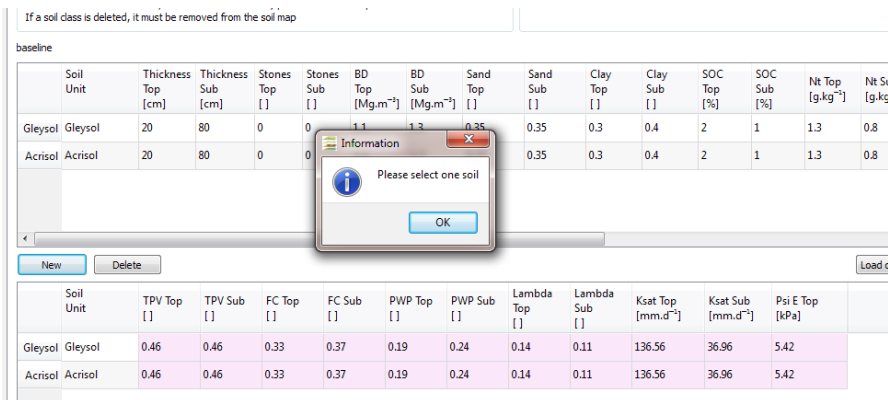 If a soil class is deleted, it must be removed from the soil map
baseline
Soil Unit Thickness Top [cm] Thickness Sub [cm] Stones Top [ ] Stones Sub [ ] BD Top [Mg.m⁻³] BD Sub [Mg.m⁻³] Sand Top [ ] Sand Sub [ ] Clay Top [ ] Clay Sub [ ] SOC Top [%] SOC Sub [%] Nt Top [g.kg⁻¹]
Gleysol Gleysol 20 80 0 0 1.1 1.3 0.35 0.35 0.3 0.4 2 1 1.3 0.8
Acrisol Acrisol 20 80 0 0.35 0.3 0.4 2 1 1.3 0.8
Information
Please select one soil
OK
New Delete Load
Soil Unit TPV Top [ ] TPV Sub [ ] FC Top [ ] FC Sub [ ] PWP Top [ ] PWP Sub [ ] Lambda Top [ ] Lambda Sub [ ] Ksat Top [mm.d⁻¹] Ksat Sub [mm.d⁻¹] Psi E Top [kPa]
Gleysol Gleysol 0.46 0.46 0.33 0.37 0.19 0.24 0.14 0.11 136.56 36.96 5.42
Acrisol Acrisol 0.46 0.46 0.33 0.37 0.19 0.24 0.14 0.11 136.56 36.96 5.42